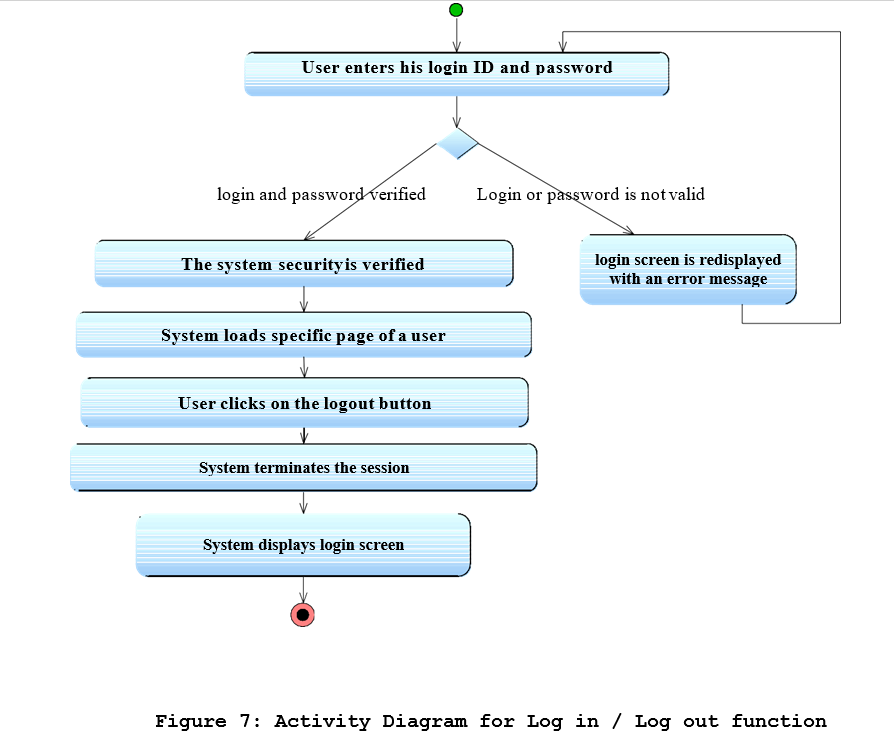 User enters his login ID and password
login and password verified
Login or password is not valid
The system security is verified
login screen is redisplayed
with an error message
System loads specific page of a user
User clicks on the logout button
System terminates the session
System displays login screen
Figure 7: Activity Diagram for Log in / Log out function